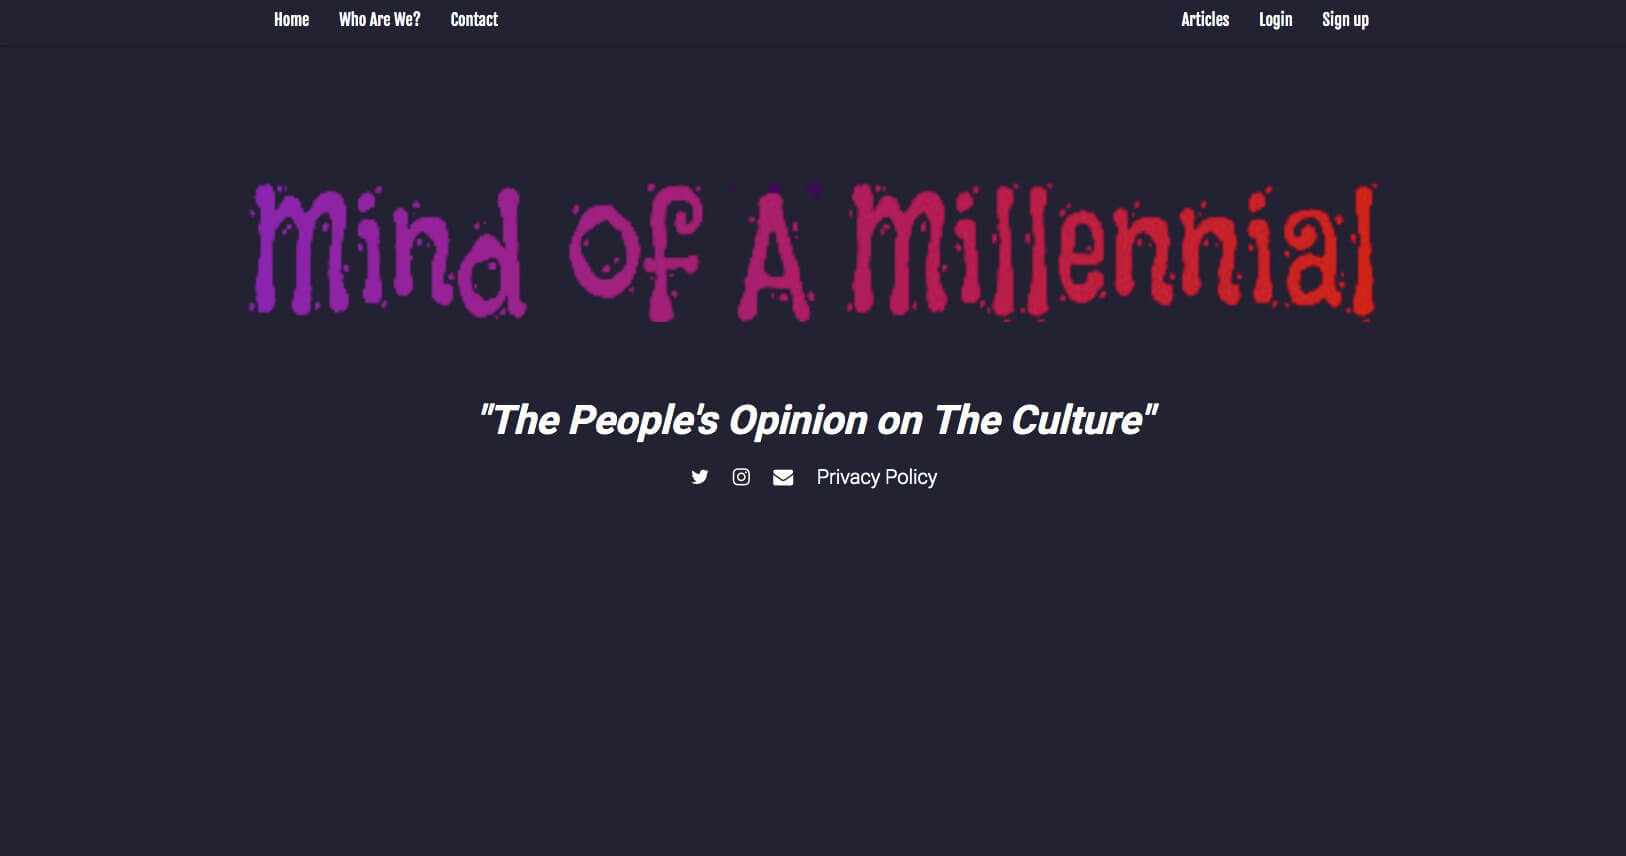 Home Who Are We? Contact Articles Login Sign up
Mind Of A Millennial
"The People's Opinion on The Culture"
Privacy Policy